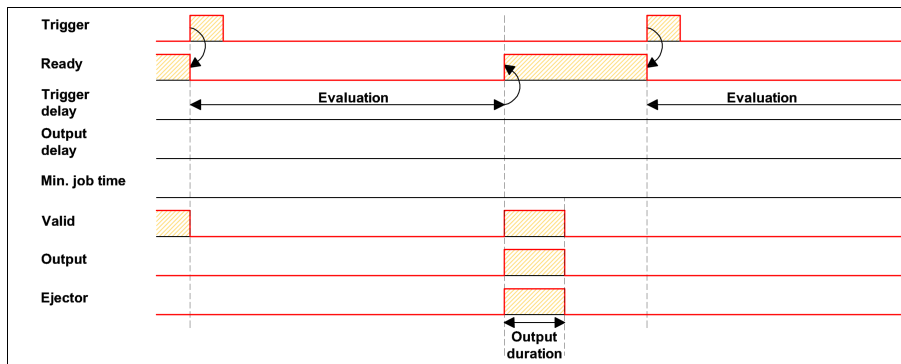 Trigger
Ready
Trigger
delay
Evaluation
Evaluation
Output
delay
Min. job time
Valid
Output
Ejector
Output
duration